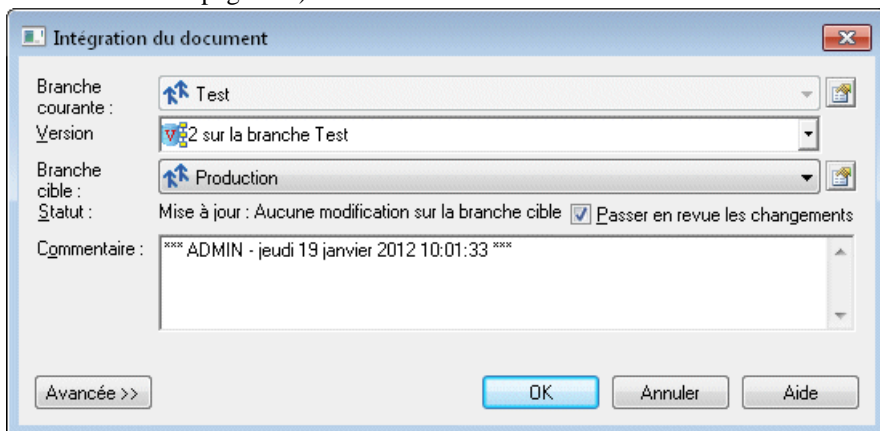 Intégration du document
Branche
courante :
Test
Version
2 sur la branche Test
Branche
cible :
Production
Statut :
Mise à jour : Aucune modification sur la branche cible
Passer en revue les changements
Commentaire :
*** ADMIN - jeudi 19 janvier 2012 10:01:33 ***
Avancée >>
OK
Annuler
Aide